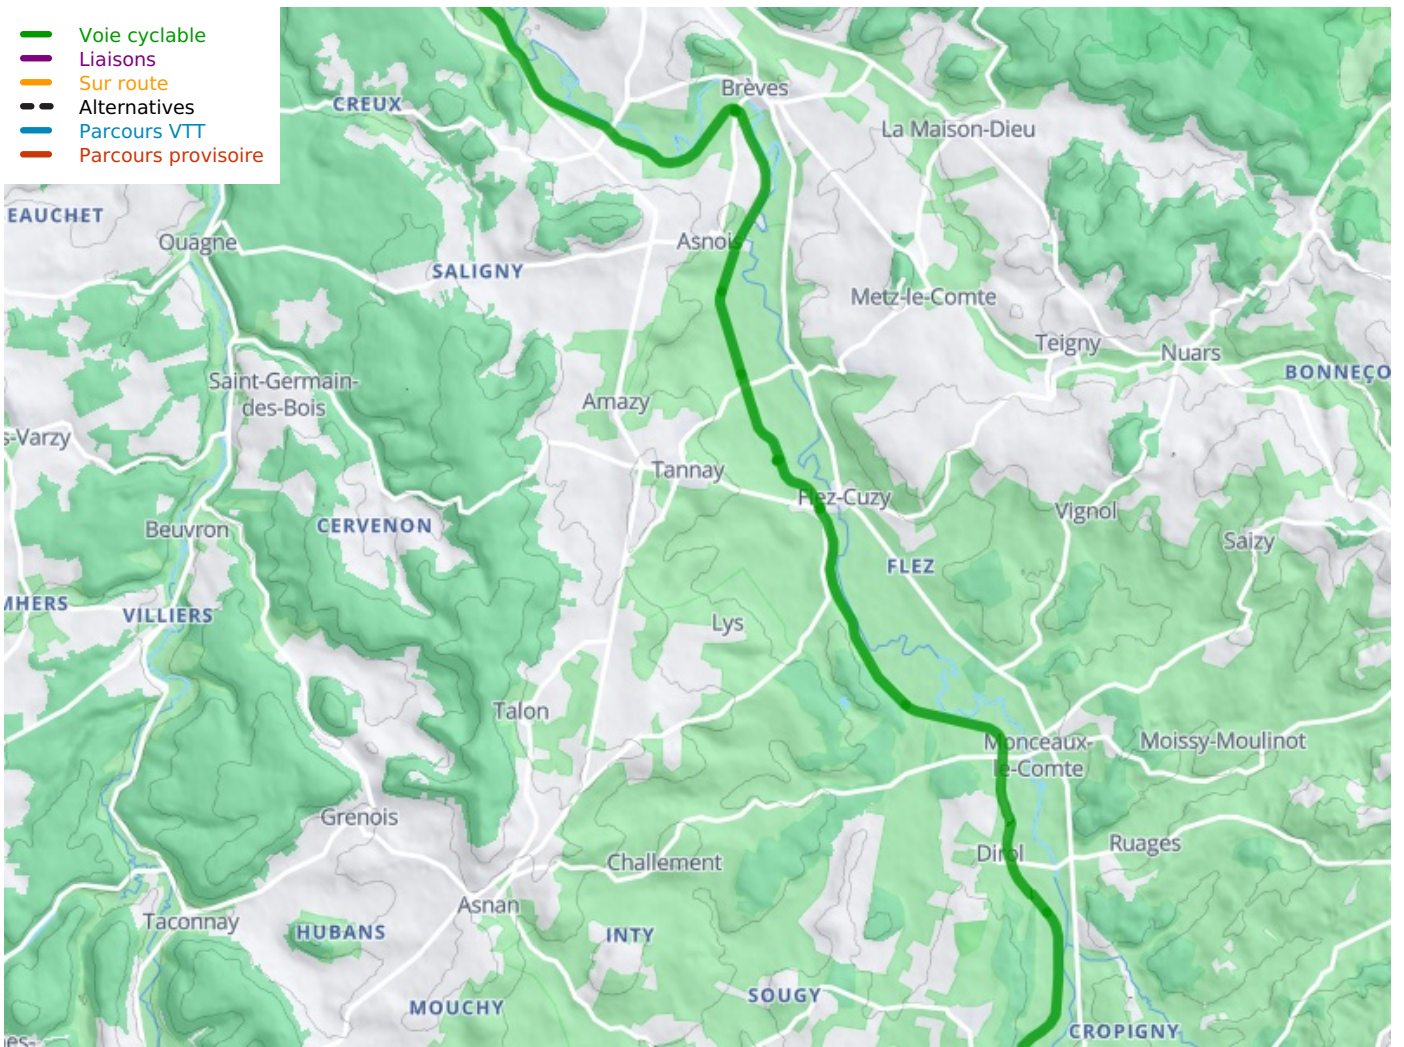 Voie cyclable
Liaisons
Sur route
Alternatives
Parcours VTT
Parcours provisoire
Brèves
CREUX
La Maison-Dieu
EAUCHET
Ouagne
Asnois
SALIGNY
Metz-le-Comte
Teigny
Nuars
BONNEÇO
Saint-Germain-
des-Bois
Amazy
s-Varzy
Tannay
Flez-Cuzy
Vignol
CERVENON
Beuvron
Saizy
FLEZ
MHERS
VILLIERS
Lys
Talon
Monceaux-
le-Comte
Moissy-Moulinot
Grenois
Ruages
Dirol
Challement
Asnan
Taconnay
HUBANS
INTY
SOUGY
MOUCHY
CROPIGNY
es-